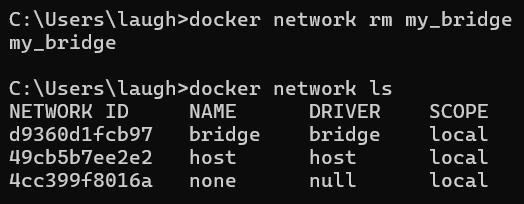 C:\Users\laugh>docker network rm my_bridge
my_bridge
C:\Users\laugh>docker network ls
NETWORK ID     NAME      DRIVER    SCOPE
d9360d1fcb97   bridge    bridge    local
49cb5b7ee2e2   host      host      local
4cc399f8016a   none      null      local